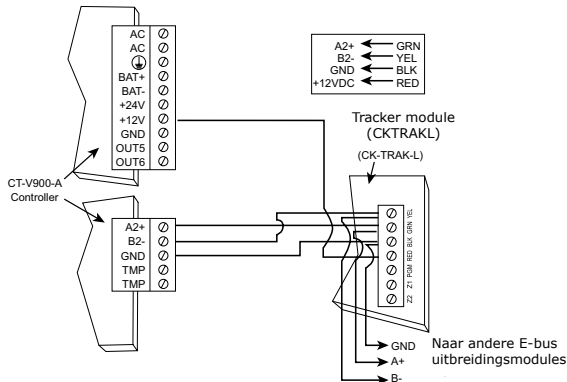 AC
AC
BAT+
BAT-
+24V
+12V
GND
OUT5
OUT6
A2+ GRN
B2- YEL
GND BLK
+12VDC RED
Tracker module
(CKTRAKL)
(CK-TRAK-L)
CT-V900-A
Controller
A2+
B2-
GND
TMP
TMP
YEL
GRN
BLK
RED
PGM
Z1
Z2
GND
A+
B-
Naar andere E-bus
uitbreidingsmodules